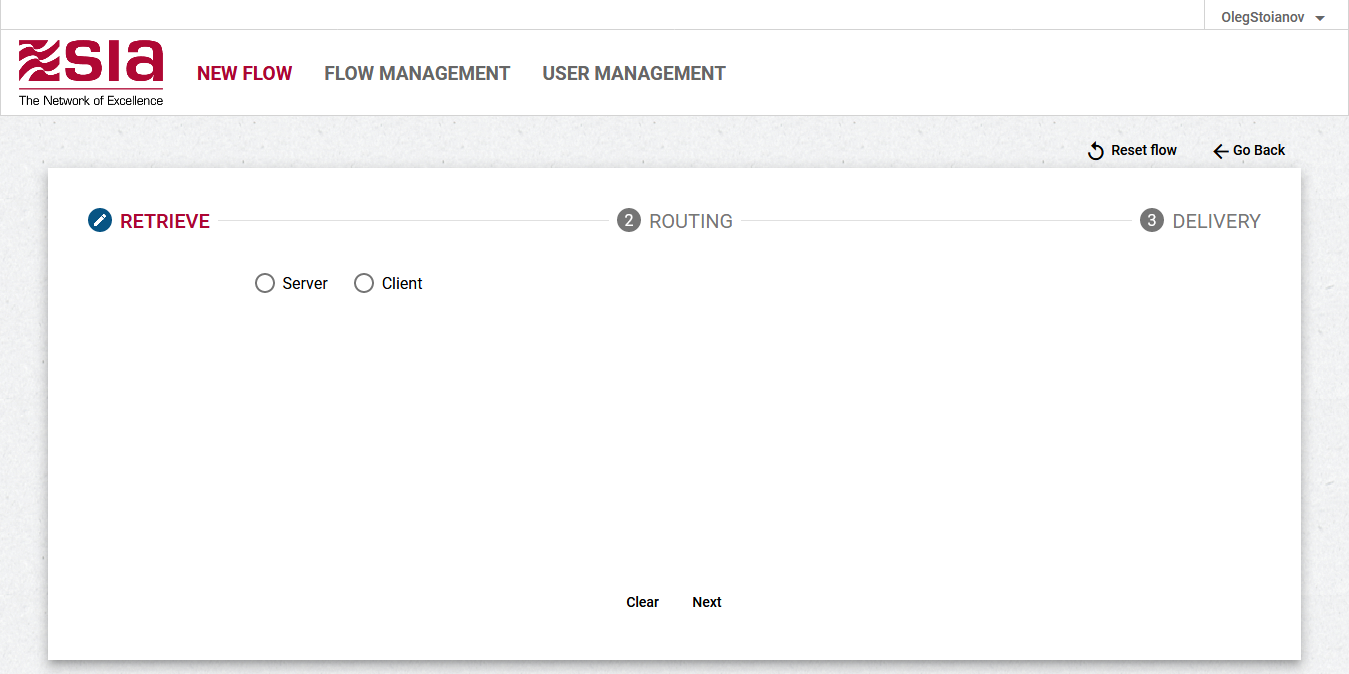 OlegStoianov
sia
The Network of Excellence
NEW FLOW FLOW MANAGEMENT USER MANAGEMENT
Reset flow Go Back
RETRIEVE 2 ROUTING 3 DELIVERY
Server Client
Clear Next